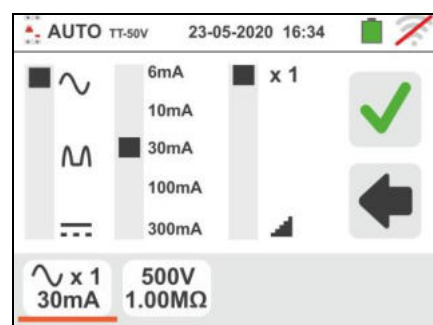 AUTO TT-50V 23-05-2020 16:34
6mA x 1
10mA
30mA
100mA
300mA
x 1 500V
30mA 1.00MΩ